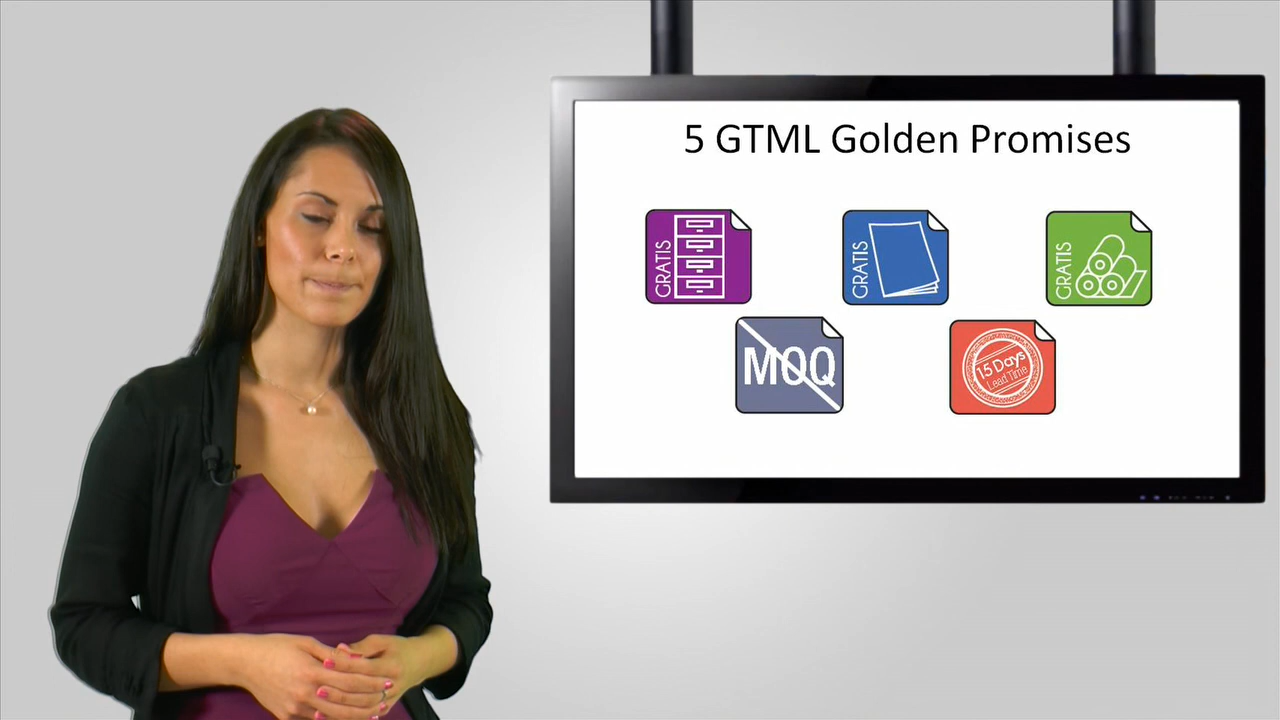 5 GTML Golden Promises
GRATIS
GRATIS
GRATIS
MOQ
15 Days
Lead Time